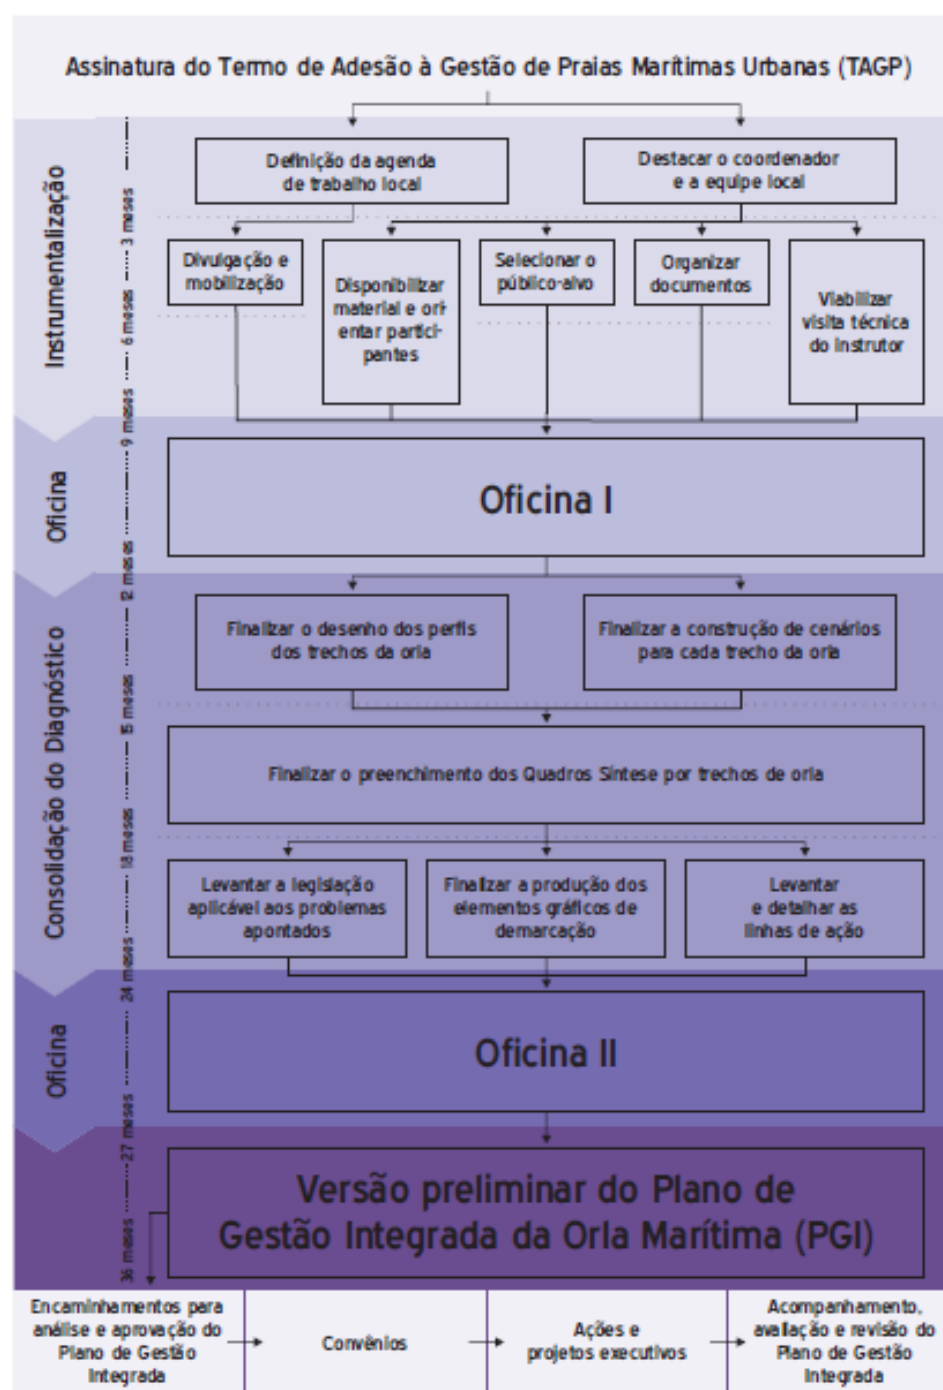 Assinatura do Termo de Adesão à Gestão de Praias Marítimas Urbanas (TAGP)
Instrumentalização
3 meses
6 meses
9 meses
Definição da agenda
de trabalho local
Destacar o coordenador
e a equipe local
Divulgação e
mobilização
Disponibilizar
material e ori-
entar partici-
pantes
Selecionar o
público-alvo
Organizar
documentos
Viabilizar
visita técnica
do instrutor
Oficina
12 meses
Oficina I
Consolidação do Diagnóstico
15 meses
18 meses
24 meses
Finalizar o desenho dos perfis
dos trechos da orla
Finalizar a construção de cenários
para cada trecho da orla
Finalizar o preenchimento dos Quadros Síntese por trechos de orla
Levantar a legislação
aplicável aos problemas
apontados
Finalizar a produção dos
elementos gráficos de
demarcação
Levantar
e detalhar as
linhas de ação
Oficina
27 meses
Oficina II
36 meses
Versão preliminar do Plano de
Gestão Integrada da Orla Marítima (PGI)
Encaminhamentos para
análise e aprovação do
Plano de Gestão
Integrada
Convênios
Ações e
projetos executivos
Acompanhamento,
avaliação e revisão do
Plano de Gestão
Integrada